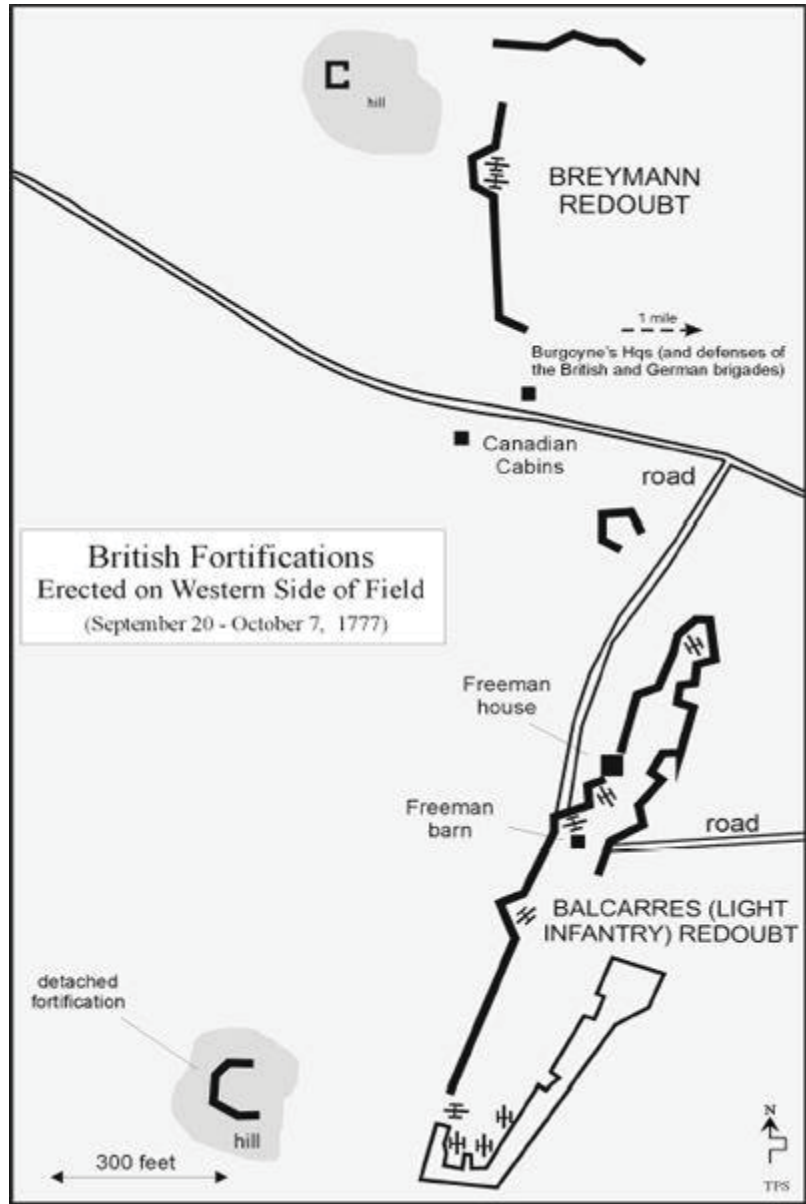 hill
BREYMANN
REDOUBT
1 mile
Burgoyne's Hqs (and defenses of
the British and German brigades)
Canadian
Cabins
road
British Fortifications
Erected on Western Side of Field
(September 20 - October 7, 1777)
Freeman
house
Freeman
barn
road
BALCARRES (LIGHT
INFANTRY) REDOUBT
detached
fortification
hill
300 feet
N
TPS